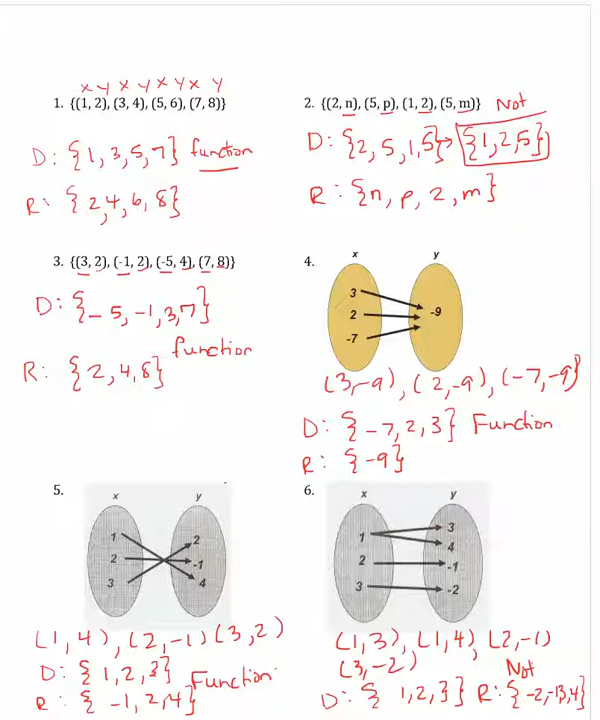 x y x y x y x y
1. {(1, 2), (3, 4), (5, 6), (7, 8)}
D: {1, 3, 5, 7} function
R: {2, 4, 6, 8}
2. {(2, n), (5, p), (1, 2), (5, m)} Not
D: {2, 5, 1, 5} → {1, 2, 5}
R: {n, p, 2, m}
3. {(3, 2), (-1, 2), (-5, 4), (7, 8)}
D: {-5, -1, 3, 7}
function
R: {2, 4, 8}
4.
x y
3
2 -9
-7
(3, -9), (2, -9), (-7, -9)
D: {-7, 2, 3} Function
R: {-9}
5.
x y
1 2
2 -1
3 4
(1, 4), (2, -1) (3, 2)
D: {1, 2, 3}
Function
R: {-1, 2, 4}
6.
x y
1 3
4
2 -1
3 -2
(1, 3), (1, 4), (2, -1)
(3, -2)
Not
D: { 1, 2, 3} R: {-2, -1 3, 4}